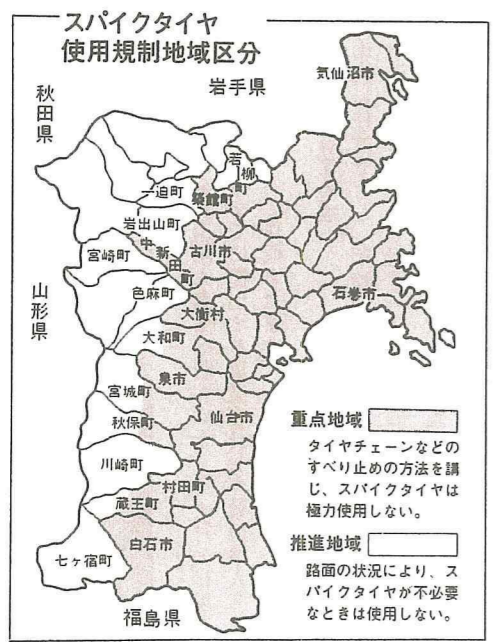 スパイクタイヤ
使用規制地域区分
岩手県
気仙沼市
秋田県
若柳町
一迫町
築館町
岩出山町
中新田町
古川市
宮崎町
色麻町
石巻市
山形県
大衡村
大和町
泉市
宮城町
仙台市
秋保町
川崎町
村田町
蔵王町
白石市
七ヶ宿町
福島県
重点地域
タイヤチェーンなどの
すべり止めの方法を講
じ、スパイクタイヤは
極力使用しない。
推進地域
路面の状況により、ス
パイクタイヤが不必要
なときは使用しない。